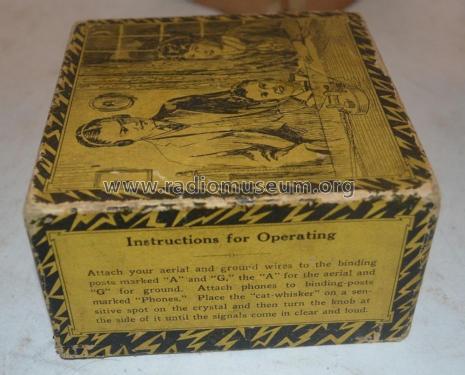 www.radiomuseum.org
Instructions for Operating
Attach your aerial and ground wires to the binding
posts marked "A" and "G," the "A" for the aerial and
"G" for ground. Attach phones to binding-posts
marked "Phones." Place the "cat-whisker" on a sen-
sitive spot on the crystal and then turn the knob at
the side of it until the signals come in clear and loud.